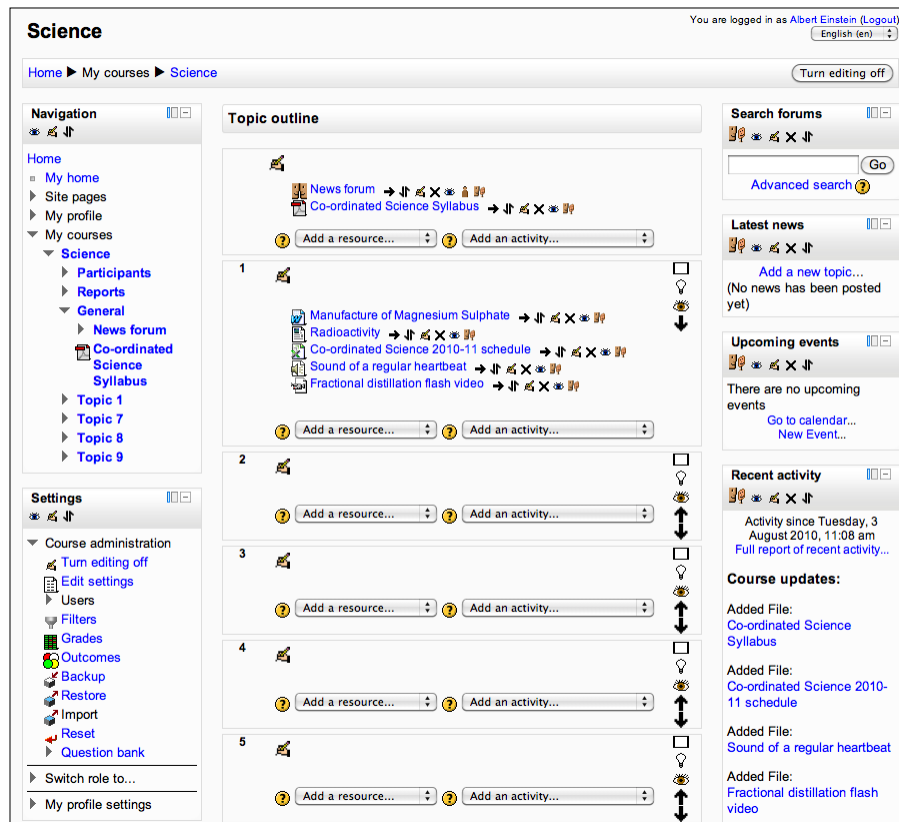 Science
You are logged in as Albert Einstein (Logout)
English (en)
Home ▶ My courses ▶ Science
Turn editing off
Navigation
Home
My home
Site pages
My profile
My courses
Science
Participants
Reports
General
News forum
Co-ordinated
Science
Syllabus
Topic 1
Topic 7
Topic 8
Topic 9
Settings
Course administration
Turn editing off
Edit settings
Users
Filters
Grades
Outcomes
Backup
Restore
Import
Reset
Question bank
Switch role to...
My profile settings
Topic outline
News forum
Co-ordinated Science Syllabus
Add a resource... Add an activity...
1
Manufacture of Magnesium Sulphate
Radioactivity
Co-ordinated Science 2010-11 schedule
Sound of a regular heartbeat
Fractional distillation flash video
Add a resource... Add an activity...
2
Add a resource... Add an activity...
3
Add a resource... Add an activity...
4
Add a resource... Add an activity...
5
Add a resource... Add an activity...
Search forums
Go
Advanced search
Latest news
Add a new topic...
(No news has been posted
yet)
Upcoming events
There are no upcoming
events
Go to calendar...
New Event...
Recent activity
Activity since Tuesday, 3
August 2010, 11:08 am
Full report of recent activity...
Course updates:
Added File:
Co-ordinated Science
Syllabus
Added File:
Co-ordinated Science 2010-
11 schedule
Added File:
Sound of a regular heartbeat
Added File:
Fractional distillation flash
video